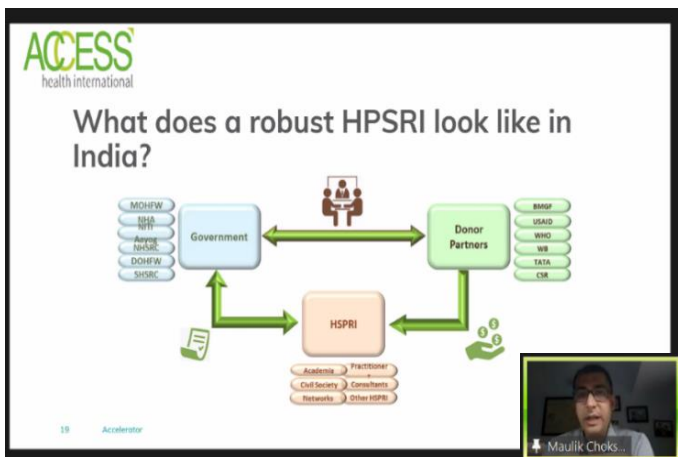 ACCESS
health international
What does a robust HPSRI look like in
India?
MOHFW
NHA
NITI
Aayog
NHSRC
DOHFW
SHSRC
Government
Donor
Partners
BMGF
USAID
WHO
WB
TATA
CSR
HSPRI
Academia
Practitioner
Civil Society
Consultants
Networks
Other HSPRI
19
Accelerator
Maulik Choks...